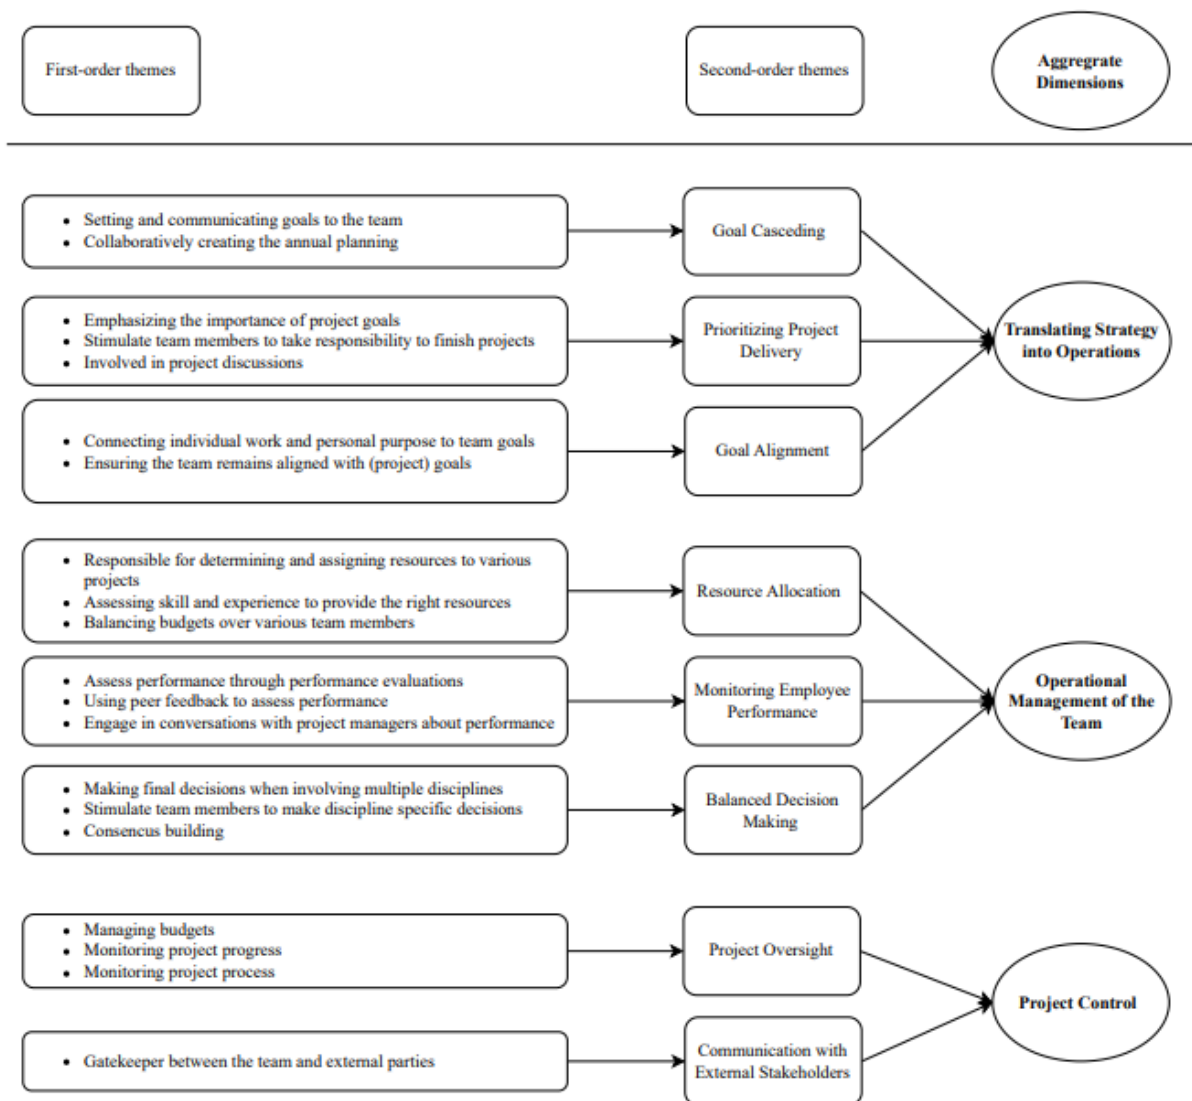 First-order themes
Second-order themes
Aggregrate
Dimensions
• Setting and communicating goals to the team
• Collaboratively creating the annual planning
Goal Casceding
• Emphasizing the importance of project goals
• Stimulate team members to take responsibility to finish projects
• Involved in project discussions
Prioritizing Project
Delivery
Translating Strategy
into Operations
• Connecting individual work and personal purpose to team goals
• Ensuring the team remains aligned with (project) goals
Goal Alignment
• Responsible for determining and assigning resources to various
projects
• Assessing skill and experience to provide the right resources
• Balancing budgets over various team members
Resource Allocation
• Assess performance through performance evaluations
• Using peer feedback to assess performance
• Engage in conversations with project managers about performance
Monitoring Employee
Performance
Operational
Management of the
Team
• Making final decisions when involving multiple disciplines
• Stimulate team members to make discipline specific decisions
• Consencus building
Balanced Decision
Making
• Managing budgets
• Monitoring project progress
• Monitoring project process
Project Oversight
Project Control
• Gatekeeper between the team and external parties
Communication with
External Stakeholders